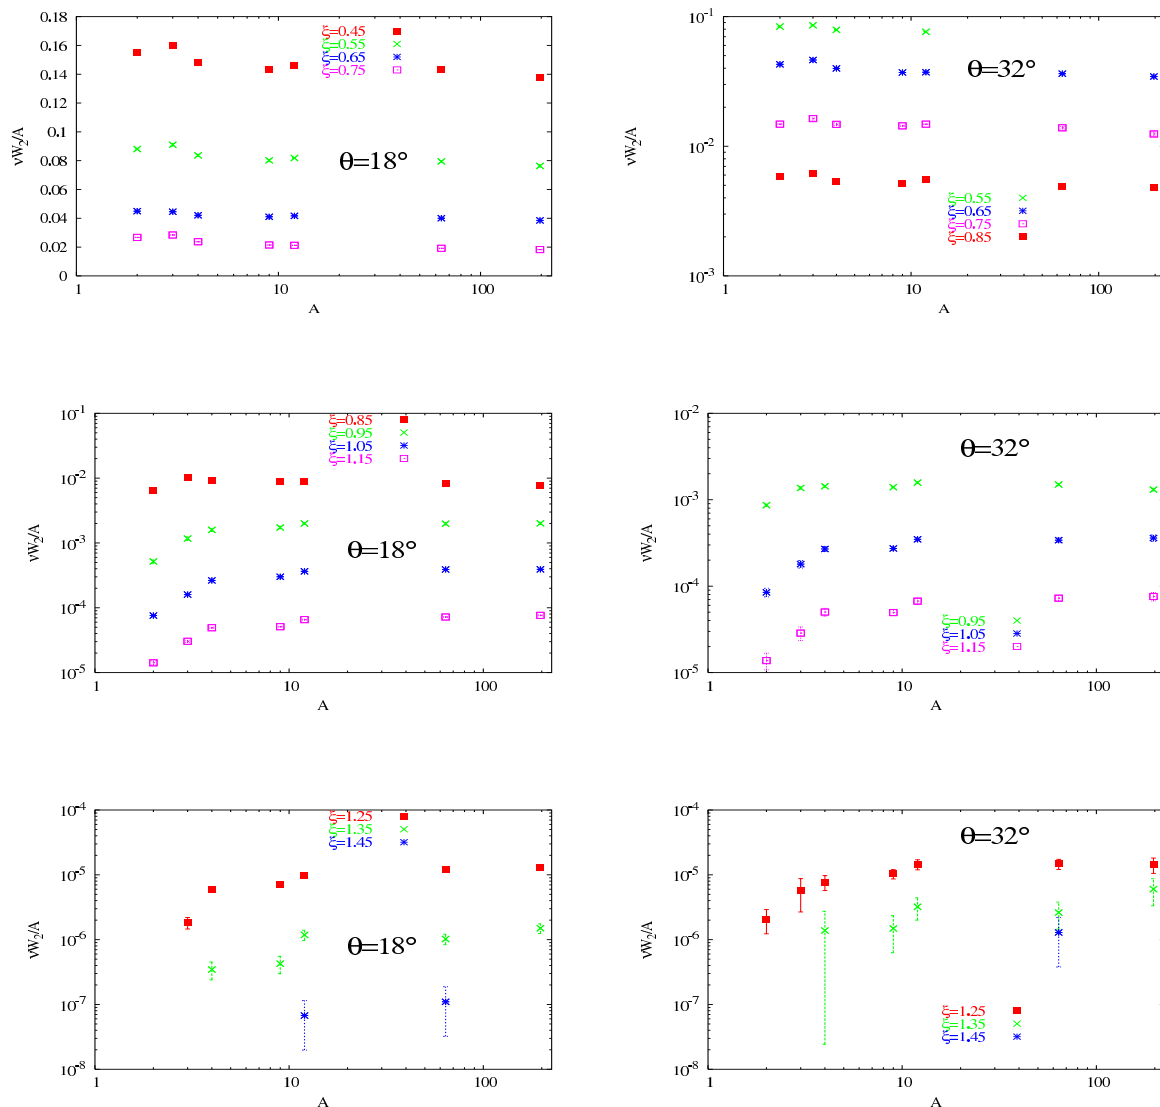 0.18
0.16
0.14
0.12
0.1
0.08
0.06
0.04
0.02
0
νW₂/A
ξ=0.45
ξ=0.55
ξ=0.65
ξ=0.75
θ=18°
1 10 100
A
10⁻¹
10⁻²
10⁻³
νW₂/A
θ=32°
ξ=0.55
ξ=0.65
ξ=0.75
ξ=0.85
1 10 100
A
10⁻¹
10⁻²
10⁻³
10⁻⁴
10⁻⁵
νW₂/A
ξ=0.85
ξ=0.95
ξ=1.05
ξ=1.15
θ=18°
1 10 100
A
10⁻²
10⁻³
10⁻⁴
10⁻⁵
νW₂/A
θ=32°
ξ=0.95
ξ=1.05
ξ=1.15
1 10 100
A
10⁻⁴
10⁻⁵
10⁻⁶
10⁻⁷
10⁻⁸
νW₂/A
ξ=1.25
ξ=1.35
ξ=1.45
θ=18°
1 10 100
A
10⁻⁴
10⁻⁵
10⁻⁶
10⁻⁷
10⁻⁸
νW₂/A
θ=32°
ξ=1.25
ξ=1.35
ξ=1.45
1 10 100
A